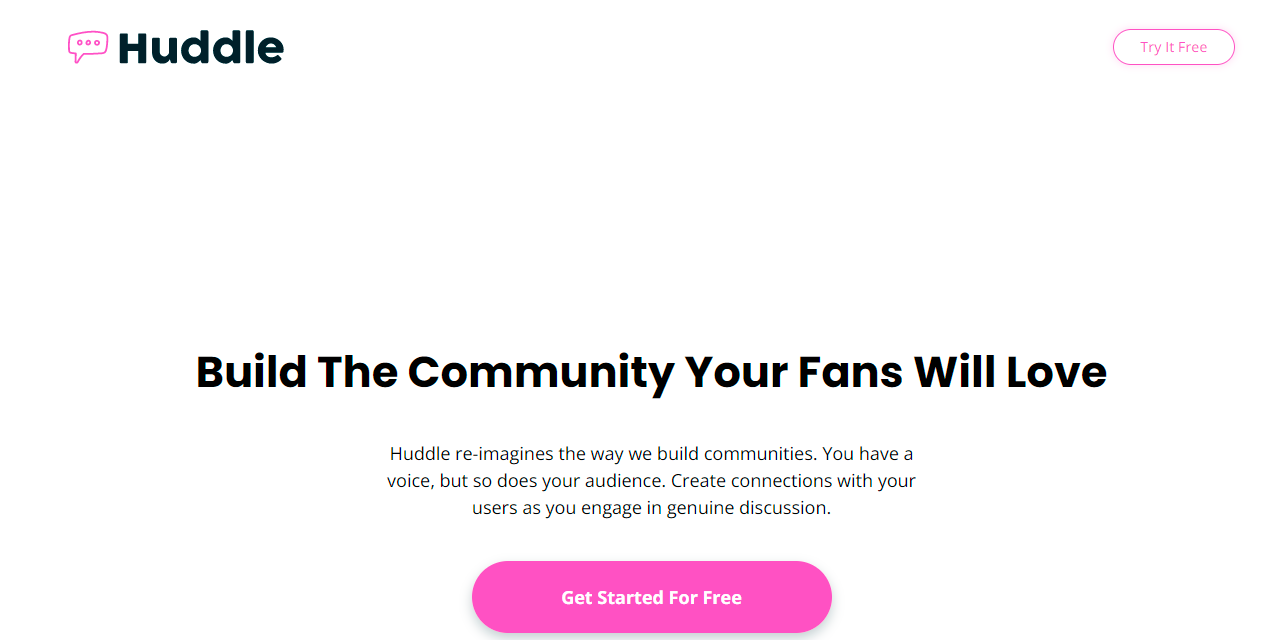 Huddle
Try It Free
Build The Community Your Fans Will Love
Huddle re-imagines the way we build communities. You have a
voice, but so does your audience. Create connections with your
users as you engage in genuine discussion.
Get Started For Free